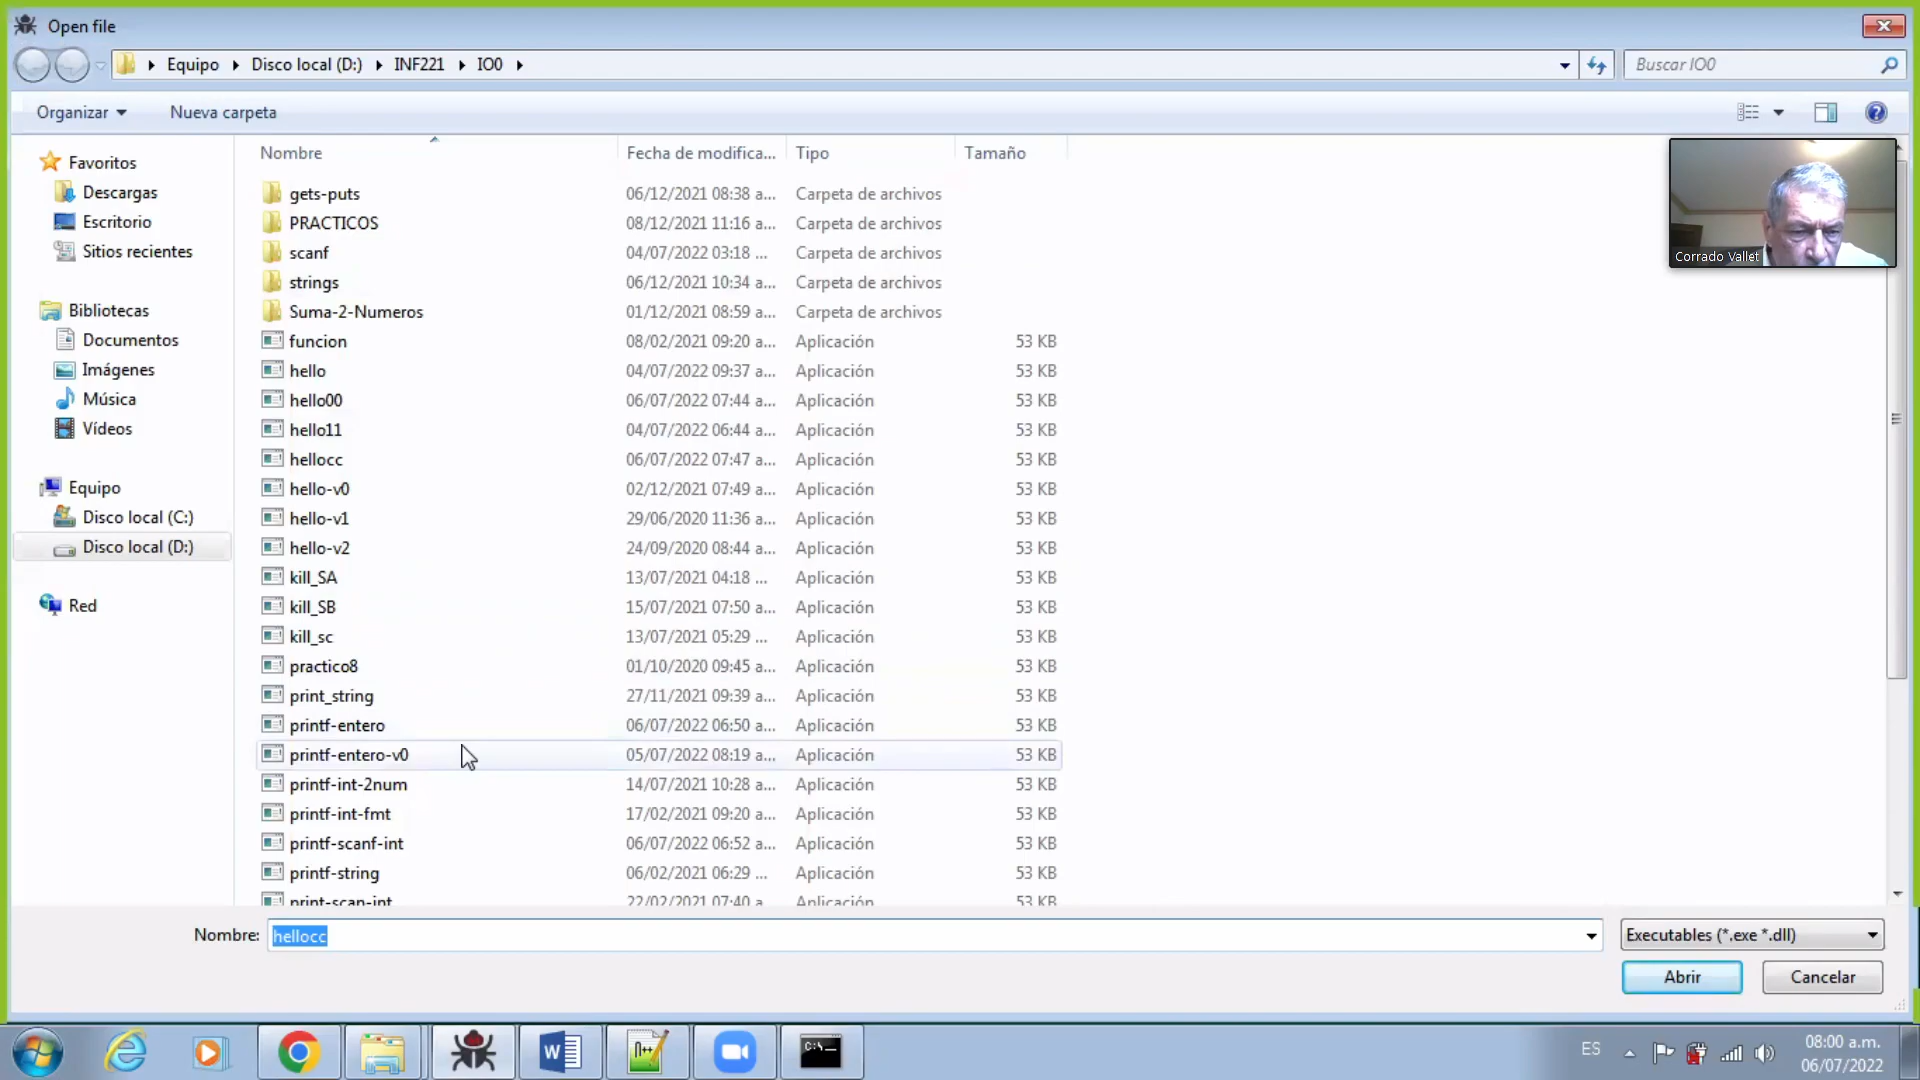 Open file
Equipo Disco local (D:) INF221 IO0
Buscar IO0
Organizar Nueva carpeta
Nombre Fecha de modifica... Tipo Tamaño
Favoritos
Descargas
Escritorio
Sitios recientes
Bibliotecas
Documentos
Imágenes
Música
Vídeos
Equipo
Disco local (C:)
Disco local (D:)
Red
gets-puts 06/12/2021 08:38 a... Carpeta de archivos
PRACTICOS 08/12/2021 11:16 a... Carpeta de archivos
scanf 04/07/2022 03:18 ... Carpeta de archivos
strings 06/12/2021 10:34 a... Carpeta de archivos
Suma-2-Numeros 01/12/2021 08:59 a... Carpeta de archivos
funcion 08/02/2021 09:20 a... Aplicación 53 KB
hello 04/07/2022 09:37 a... Aplicación 53 KB
hello00 06/07/2022 07:44 a... Aplicación 53 KB
hello11 04/07/2022 06:44 a... Aplicación 53 KB
hellocc 06/07/2022 07:47 a... Aplicación 53 KB
hello-v0 02/12/2021 07:49 a... Aplicación 53 KB
hello-v1 29/06/2020 11:36 a... Aplicación 53 KB
hello-v2 24/09/2020 08:44 a... Aplicación 53 KB
kill_SA 13/07/2021 04:18 ... Aplicación 53 KB
kill_SB 15/07/2021 07:50 a... Aplicación 53 KB
kill_sc 13/07/2021 05:29 ... Aplicación 53 KB
practico8 01/10/2020 09:45 a... Aplicación 53 KB
print_string 27/11/2021 09:39 a... Aplicación 53 KB
printf-entero 06/07/2022 06:50 a... Aplicación 53 KB
printf-entero-v0 05/07/2022 08:19 a... Aplicación 53 KB
printf-int-2num 14/07/2021 10:28 a... Aplicación 53 KB
printf-int-fmt 17/02/2021 09:20 a... Aplicación 53 KB
printf-scanf-int 06/07/2022 06:52 a... Aplicación 53 KB
printf-string 06/02/2021 06:29 ... Aplicación 53 KB
print-scan-int 22/02/2021 07:40 a Aplicación 53 KB
Corrado Vallet
Nombre: hellocc Executables (*.exe *.dll)
Abrir Cancelar
ES
08:00 a.m.
06/07/2022